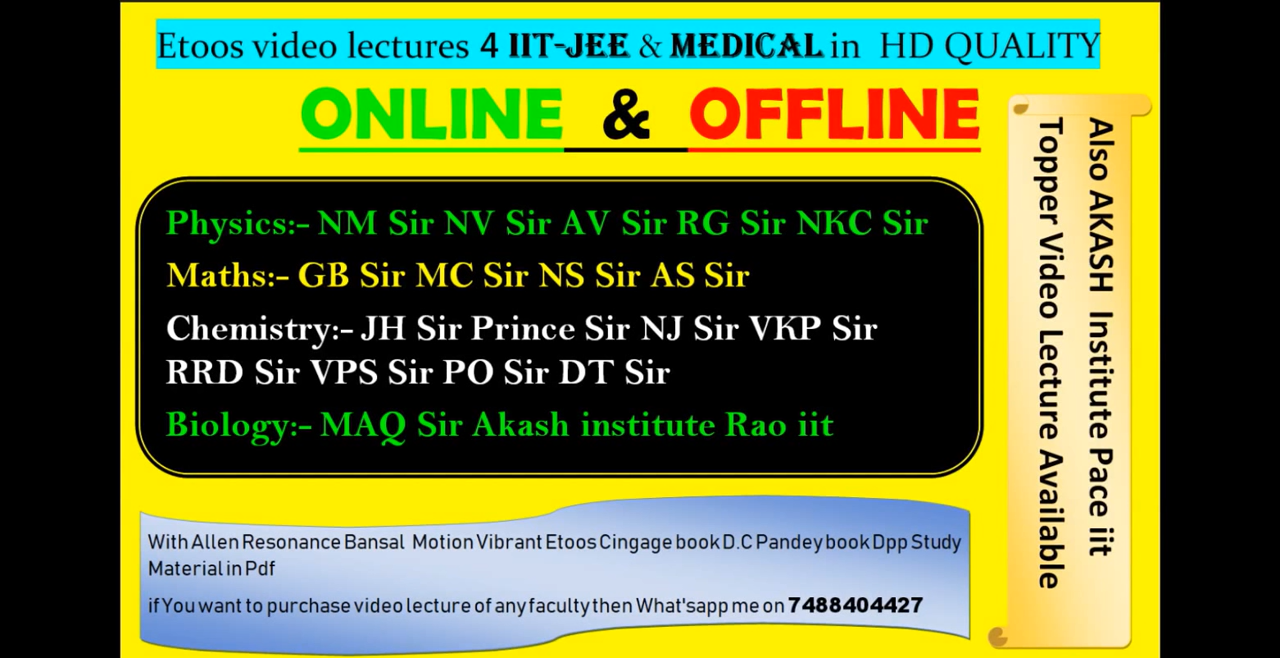 Etoos video lectures 4 IIT-JEE & MEDICAL in HD QUALITY
ONLINE & OFFLINE
Physics:- NM Sir NV Sir AV Sir RG Sir NKC Sir
Maths:- GB Sir MC Sir NS Sir AS Sir
Chemistry:- JH Sir Prince Sir NJ Sir VKP Sir
RRD Sir VPS Sir PO Sir DT Sir
Biology:- MAQ Sir Akash institute Rao iit
With Allen Resonance Bansal Motion Vibrant Etoos Cingage book D.C Pandey book Dpp Study
Material in Pdf
if You want to purchase video lecture of any faculty then What'sapp me on 7488404427
Also AKASH Institute Pace iit
Topper Video Lecture Available